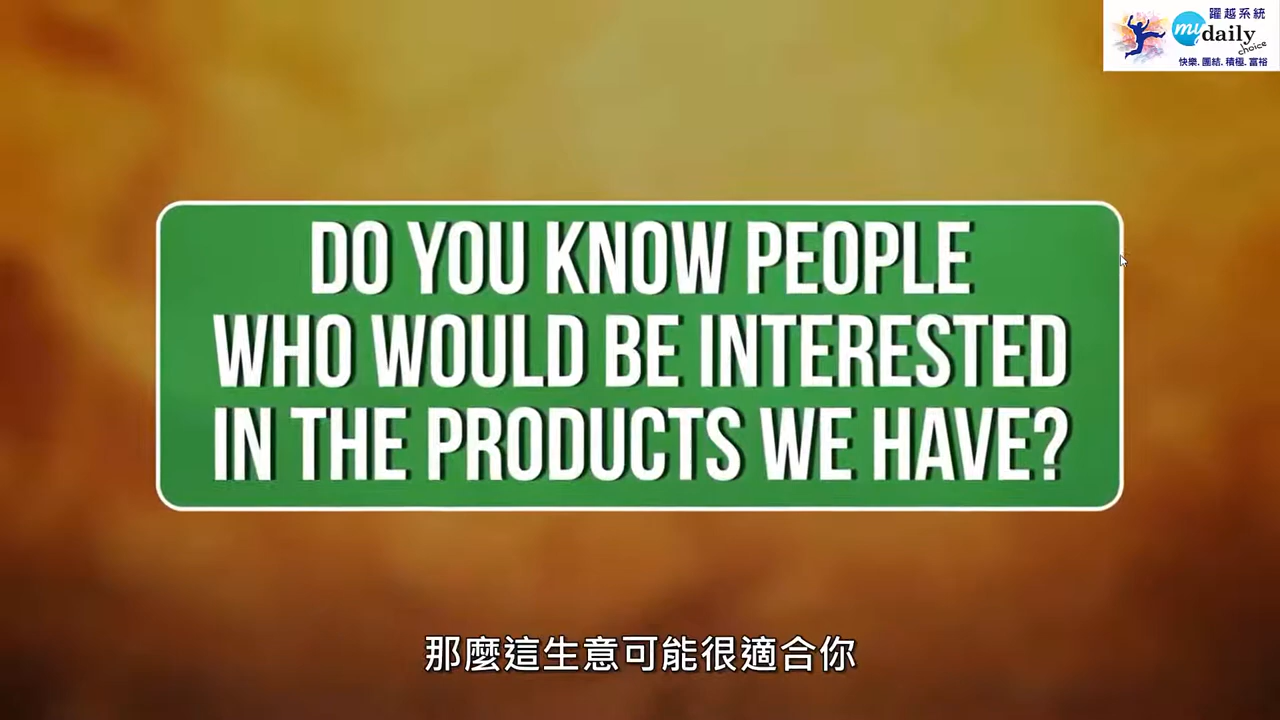 躍越系統
my daily
choice
快樂. 團結. 積極. 富裕
DO YOU KNOW PEOPLE
WHO WOULD BE INTERESTED
IN THE PRODUCTS WE HAVE?
那麼這生意可能很適合你